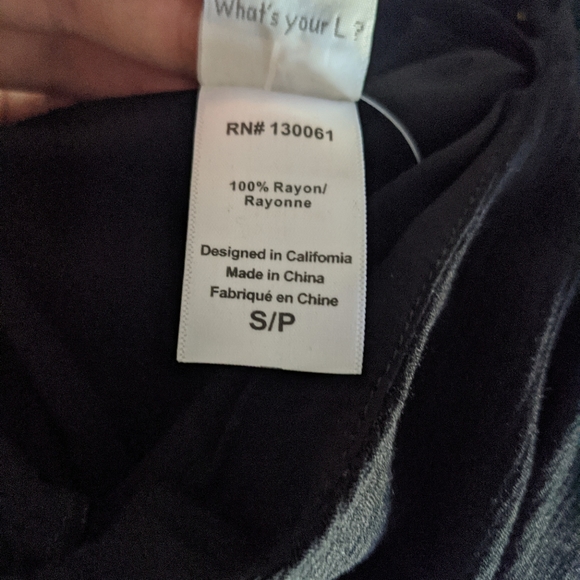 What's your L ?
RN# 130061
100% Rayon/
Rayonne
Designed in California
Made in China
Fabriqué en Chine
S/P